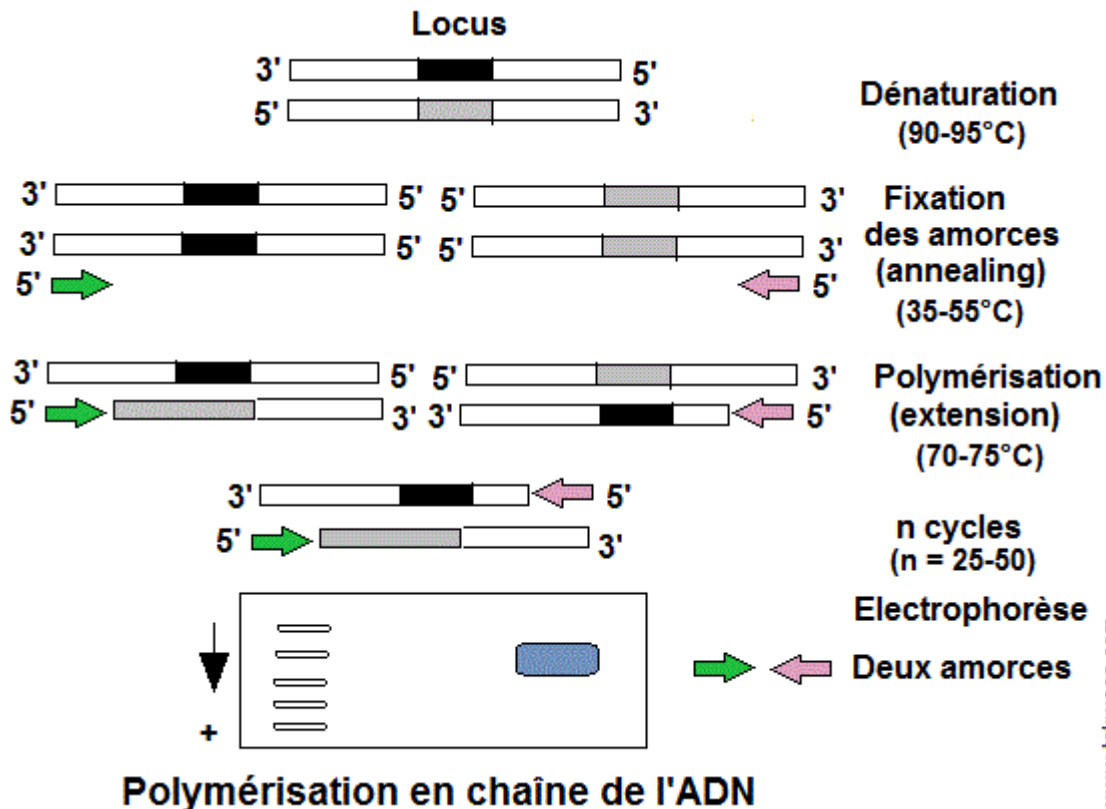 Locus
3' 5'
5' 3'
Dénaturation
(90-95°C)
3' 5' 5' 3'
3' 5' 5' 3'
5' 5'
Fixation
des amorces
(annealing)
(35-55°C)
3' 5' 5' 3'
5' 3' 3' 5'
Polymérisation
(extension)
(70-75°C)
3' 5'
5' 3'
n cycles
(n = 25-50)
Electrophorèse
Deux amorces
+
Polymérisation en chaîne de l'ADN